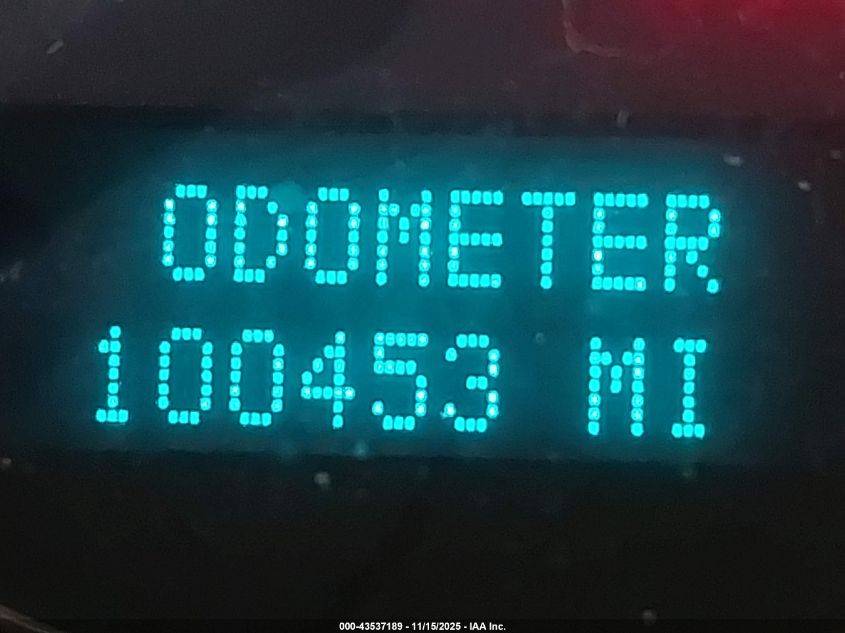 ODOMETER
100453 MI
000-43537189 - 11/15/2025 - IAA Inc.